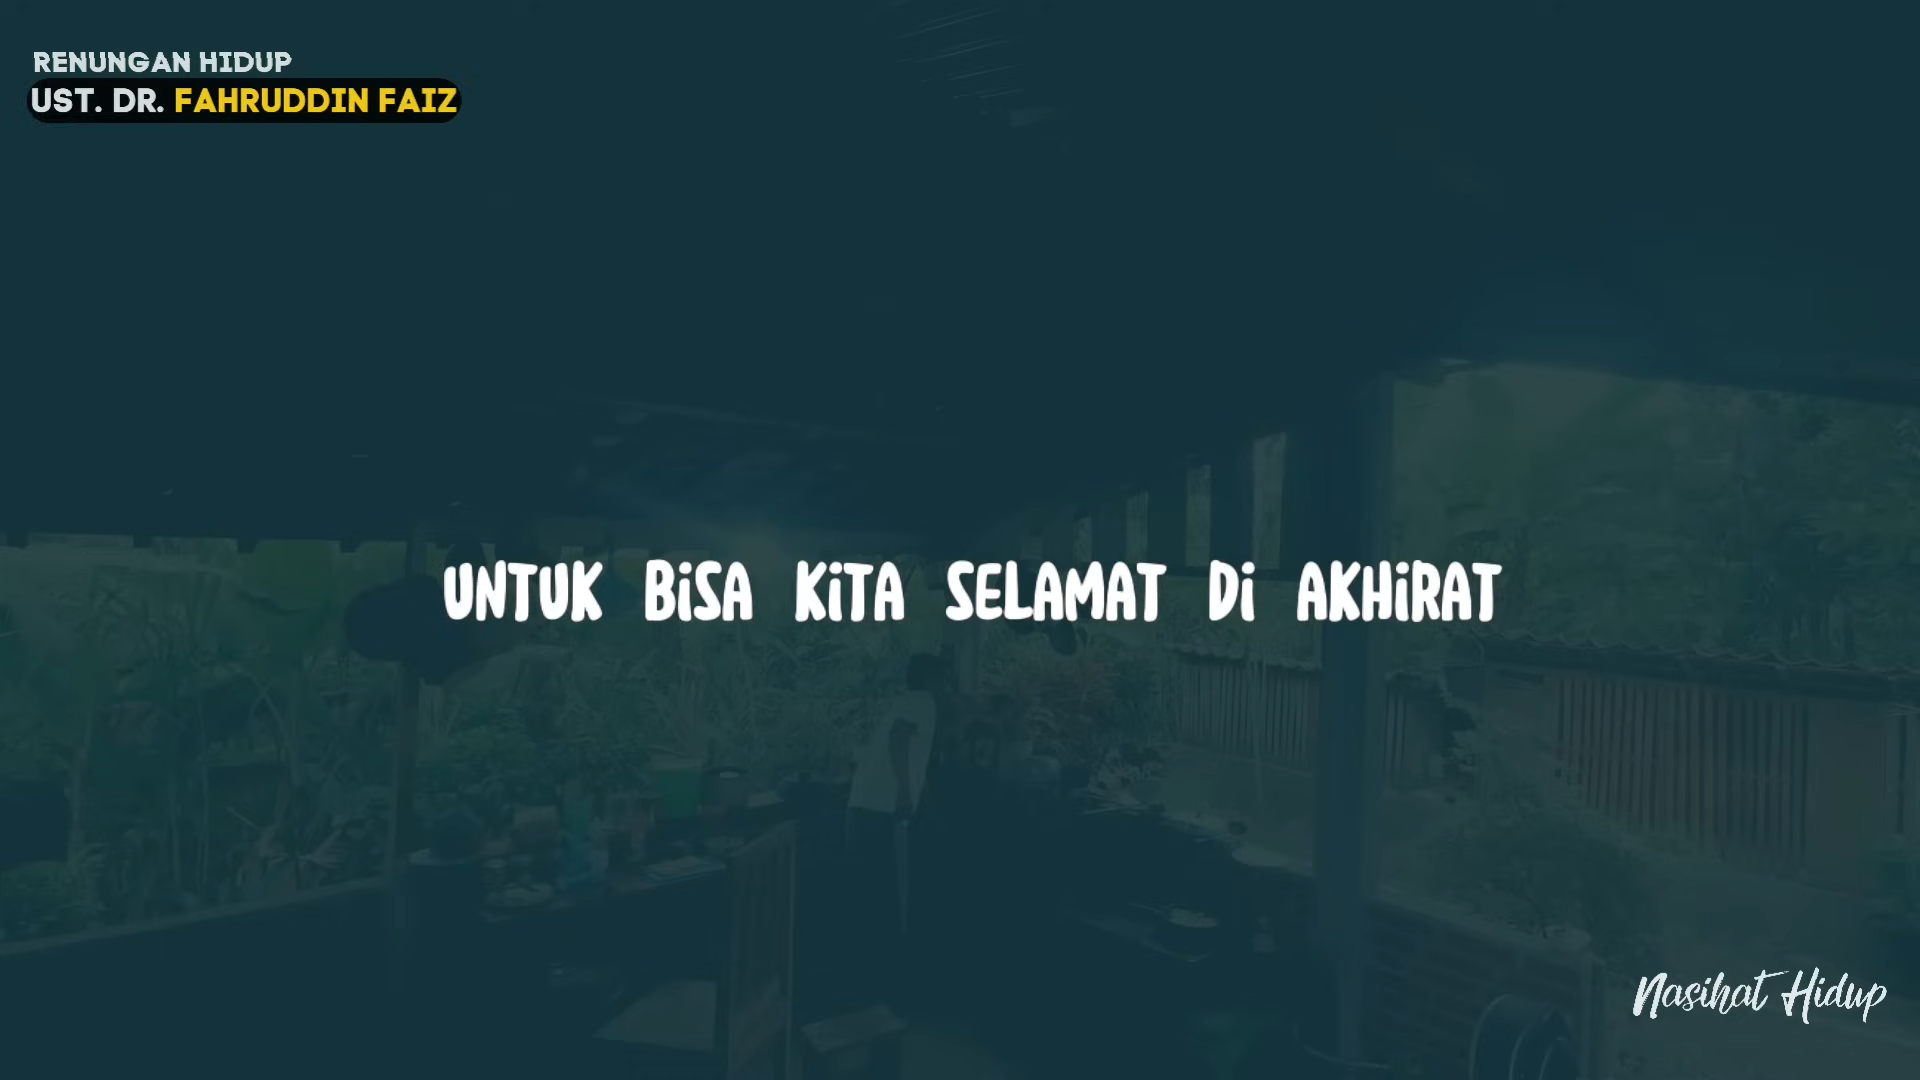 RENUNGAN HIDUP
UST. DR. FAHRUDDIN FAIZ
UNTUK BiSA KiTA SELAMAT Di AKHiRAT
Nasihat Hidup